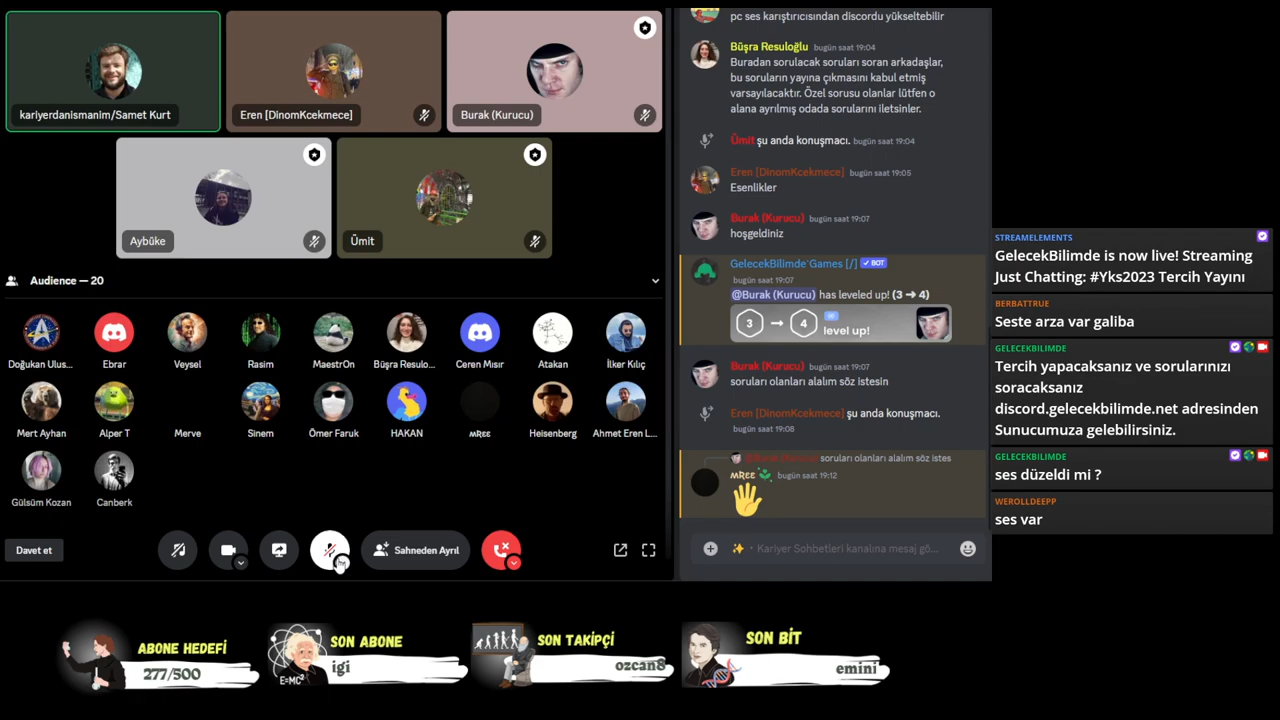 kariyerdanismanim/Samet Kurt
Eren [DinomKcekmece]
Burak (Kurucu)
Aybüke
Ümit
Audience — 20
Doğukan Ulus...
Ebrar
Veysel
Rasim
MaestrOn
Büşra Resulo...
Ceren Mısır
Atakan
İlker Kılıç
Mert Ayhan
Alper T
Merve
Sinem
Ömer Faruk
HAKAN
ᴍRᴇᴇ
Heisenberg
Ahmet Eren L...
Gülsüm Kozan
Canberk
Davet et
Sahneden Ayrıl
pc ses karıştırıcısından discordu yükseltebilir
Büşra Resuloğlu bugün saat 19:04
Buradan sorulacak soruları soran arkadaşlar,
bu soruların yayına çıkmasını kabul etmiş
varsayılacaktır. Özel sorusu olanlar lütfen o
alana ayrılmış odada sorularını iletsinler.
Ümit şu anda konuşmacı. bugün saat 19:04
Eren [DinomKcekmece] bugün saat 19:05
Esenlikler
Burak (Kurucu) bugün saat 19:07
hoşgeldiniz
GelecekBilimde'Games [/] ✓ BOT
bugün saat 19:07
@Burak (Kurucu) has leveled up! (3 ➜ 4)
3 → 4 level up!
Burak (Kurucu) bugün saat 19:07
soruları olanları alalım söz istesin
Eren [DinomKcekmece] şu anda konuşmacı.
bugün saat 19:08
soruları olanları alalım söz istes
ᴍRᴇᴇ bugün saat 19:12
Kariyer Sohbetleri kanalına mesaj gö...
STREAMELEMENTS
GelecekBilimde is now live! Streaming
Just Chatting: #Yks2023 Tercih Yayını
BERBATTRUE
Seste arza var galiba
GELECEKBILIMDE
Tercih yapacaksanız ve sorularınızı
soracaksanız
discord.gelecekbilimde.net adresinden
Sunucumuza gelebilirsiniz.
GELECEKBILIMDE
ses düzeldi mi ?
WEROLLDEEPP
ses var
ABONE HEDEFİ
277/500
E=MC²
SON ABONE
igi
SON TAKİPÇİ
ozcan8
SON BİT
emini